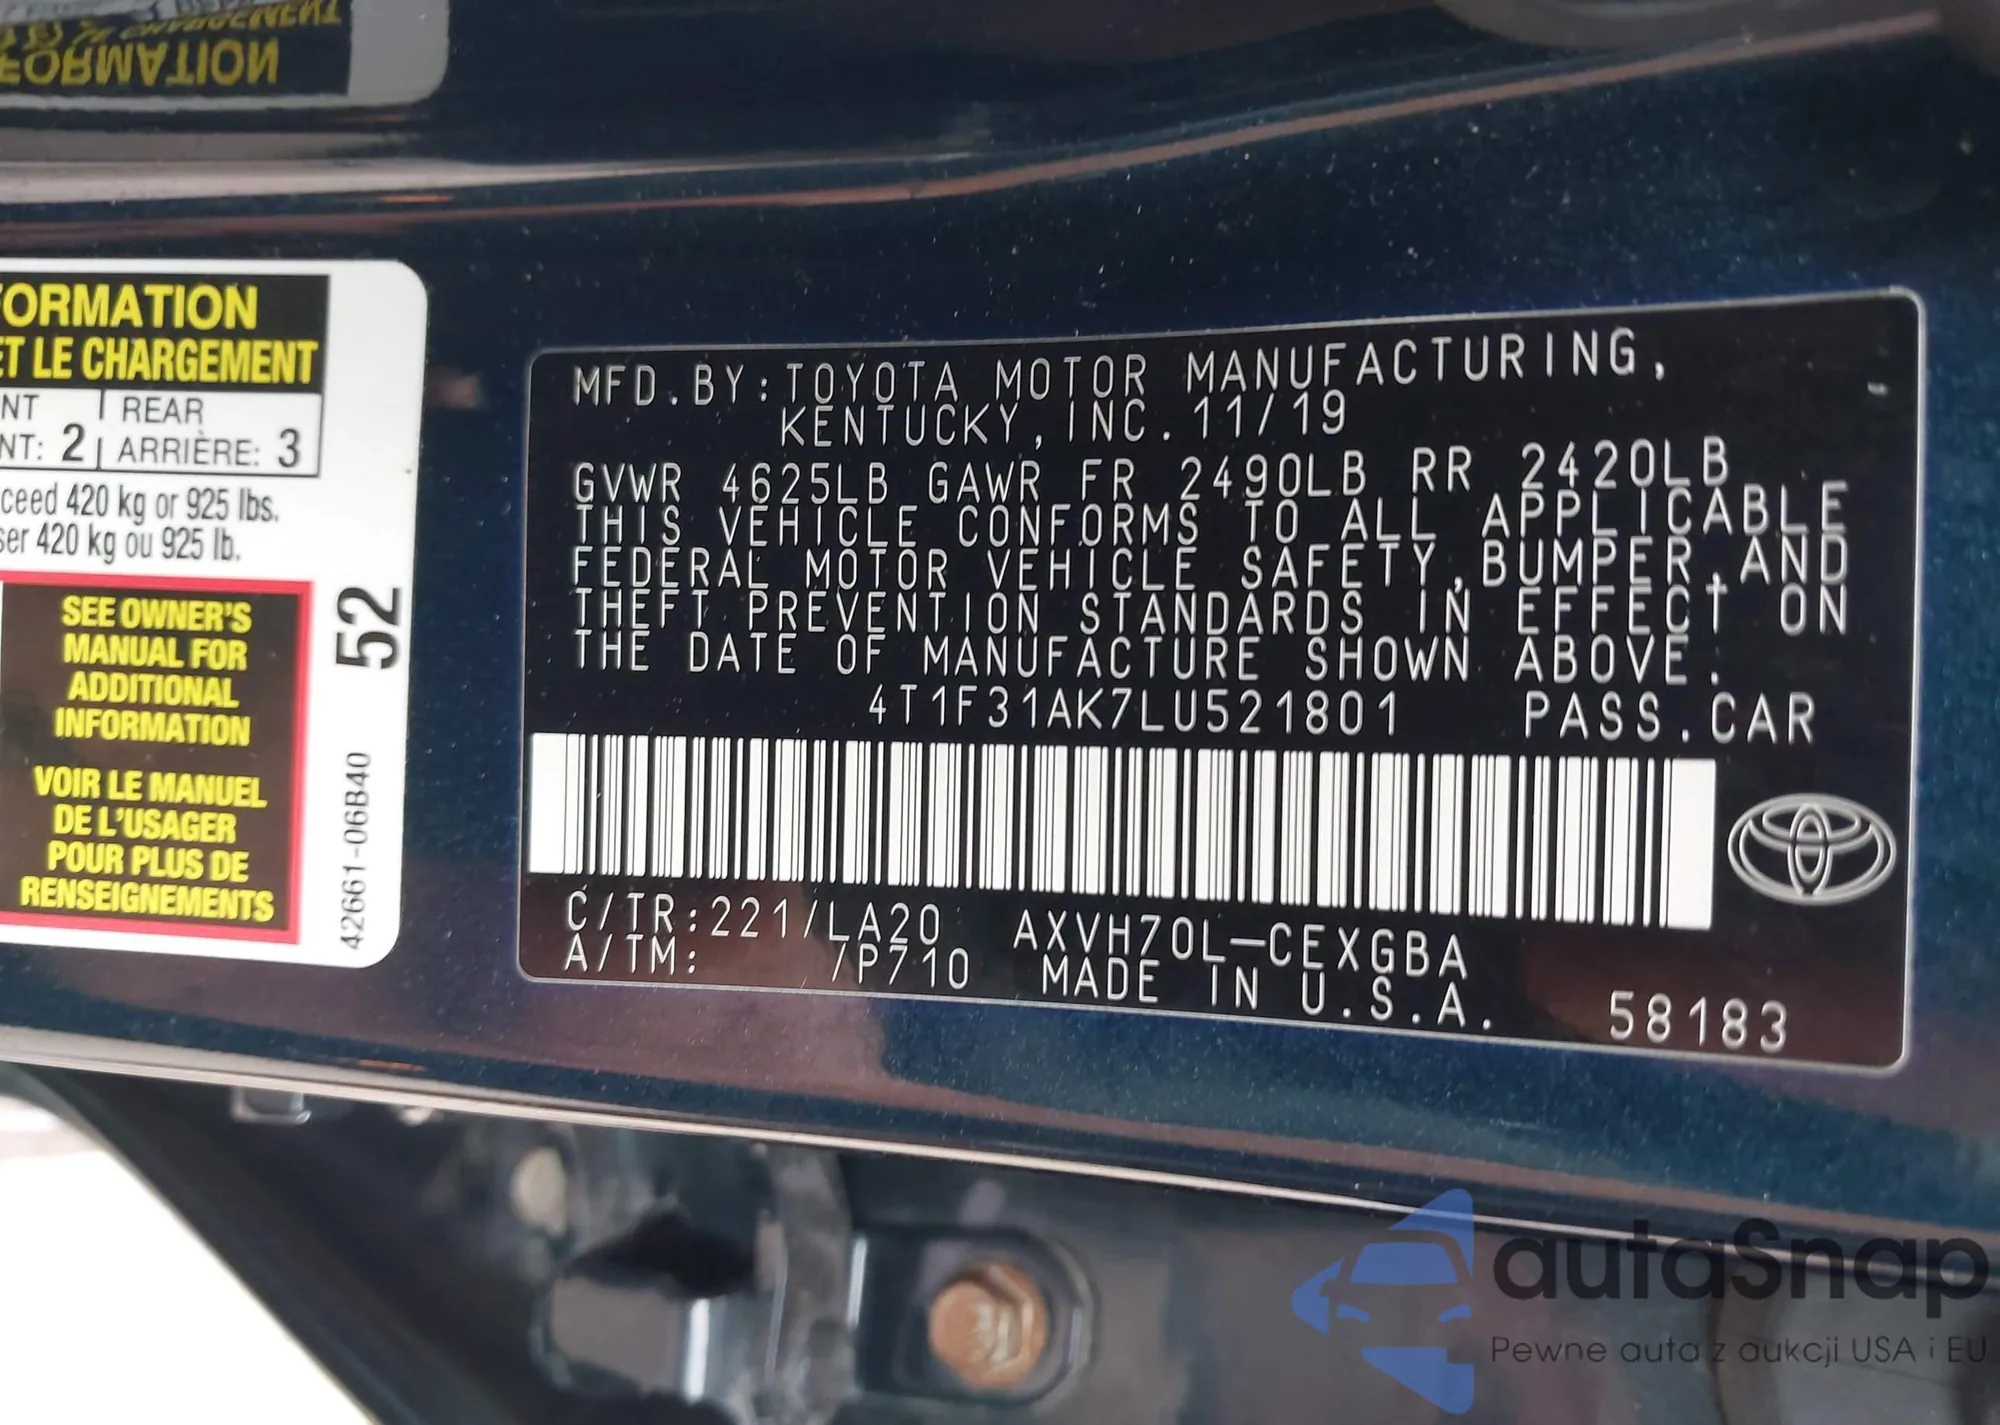 FORMATION
ET LE CHARGEMENT
NT REAR
NT: 2 ARRIÈRE: 3
ceed 420 kg or 925 lbs.
ser 420 kg ou 925 lb.
SEE OWNER'S
MANUAL FOR
ADDITIONAL
INFORMATION
VOIR LE MANUEL
DE L'USAGER
POUR PLUS DE
RENSEIGNEMENTS
52
42661-06B40
MFD.BY:TOYOTA MOTOR MANUFACTURING,
KENTUCKY,INC.11/19
GVWR 4625LB GAWR FR 2490LB RR 2420LB
THIS VEHICLE CONFORMS TO ALL APPLICABLE
FEDERAL MOTOR VEHICLE SAFETY,BUMPER,AND
THEFT PREVENTION STANDARDS IN EFFECT ON
THE DATE OF MANUFACTURE SHOWN ABOVE.
4T1F31AK7LU521801 PASS.CAR
C/TR:221/LA20 AXVH70L-CEXGBA
A/TM: /P710 MADE IN U.S.A. 58183
autaSnap
Pewne auta z aukcji USA i EU